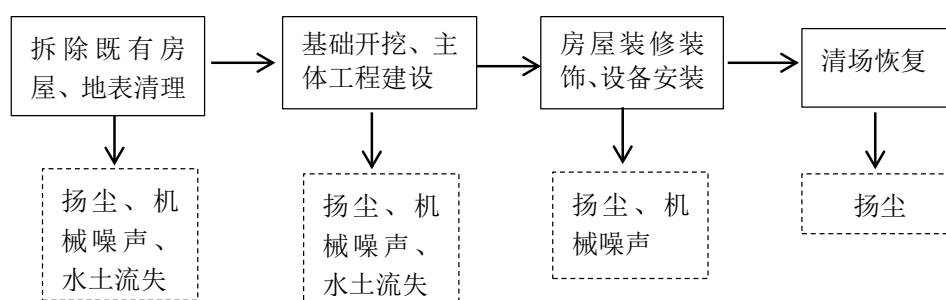 拆除既有房
屋、地表清理
基础开挖、主
体工程建设
房屋装修装
饰、设备安装
清场恢复
扬尘、机
械噪声、
水土流失
扬尘、机
械噪声、
水土流失
扬尘、机
械噪声
扬尘